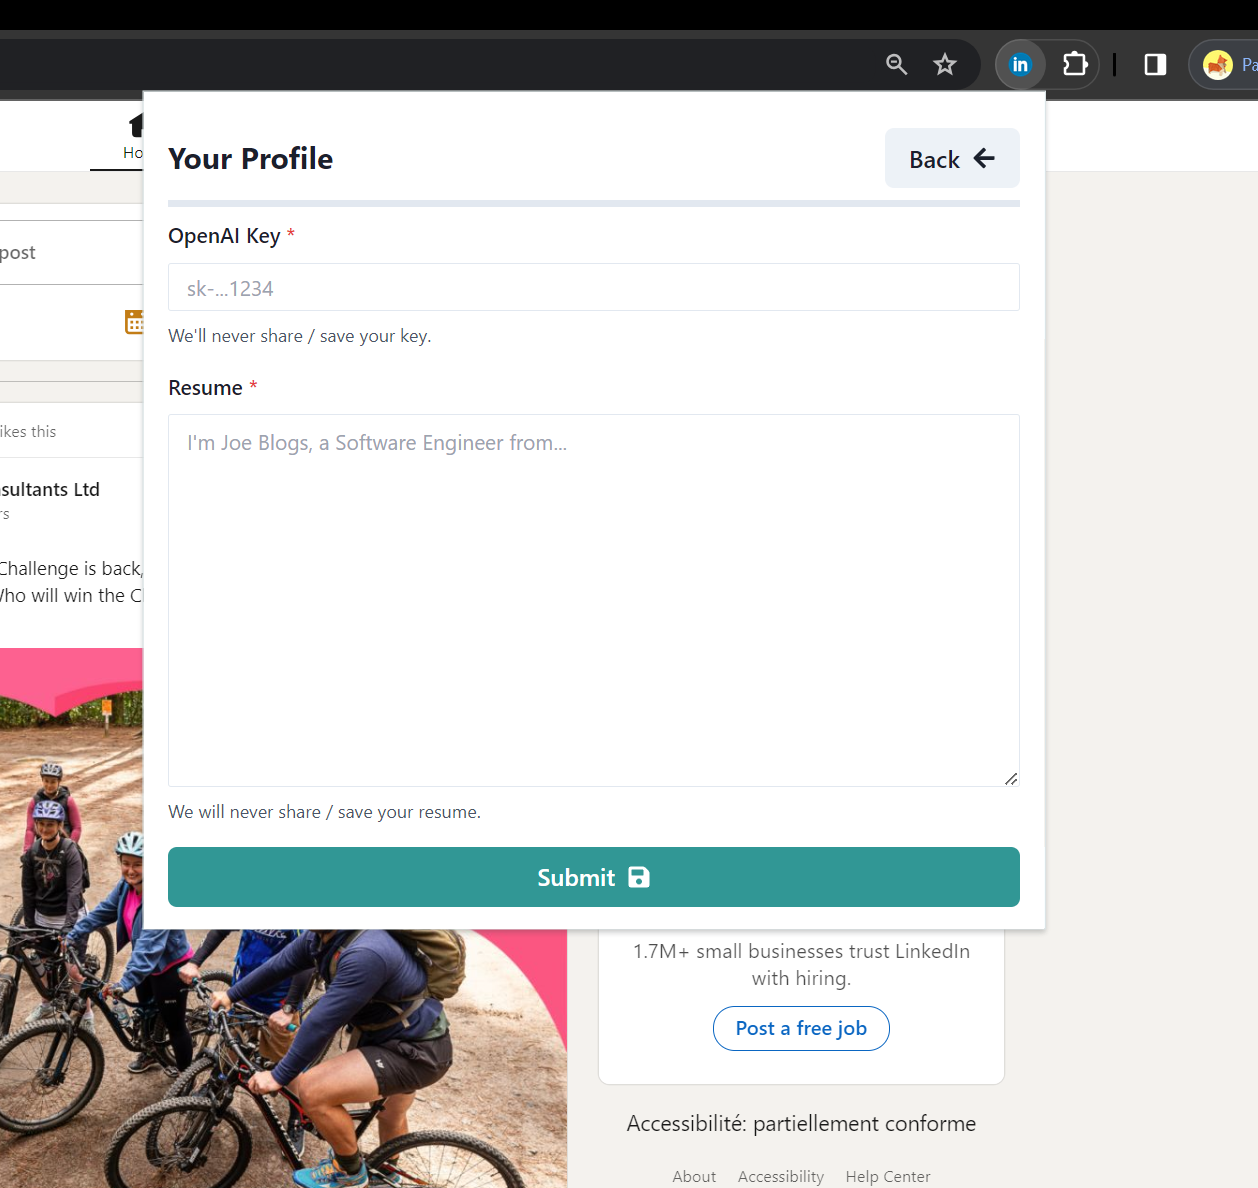 in
Pa
Ho
Your Profile
Back
post
OpenAI Key *
sk-...1234
We'll never share / save your key.
Resume *
I'm Joe Blogs, a Software Engineer from...
ikes this
sultants Ltd
rs
Challenge is back,
Who will win the C
We will never share / save your resume.
Submit
1.7M+ small businesses trust LinkedIn
with hiring.
Post a free job
Accessibilité: partiellement conforme
About Accessibility Help Center